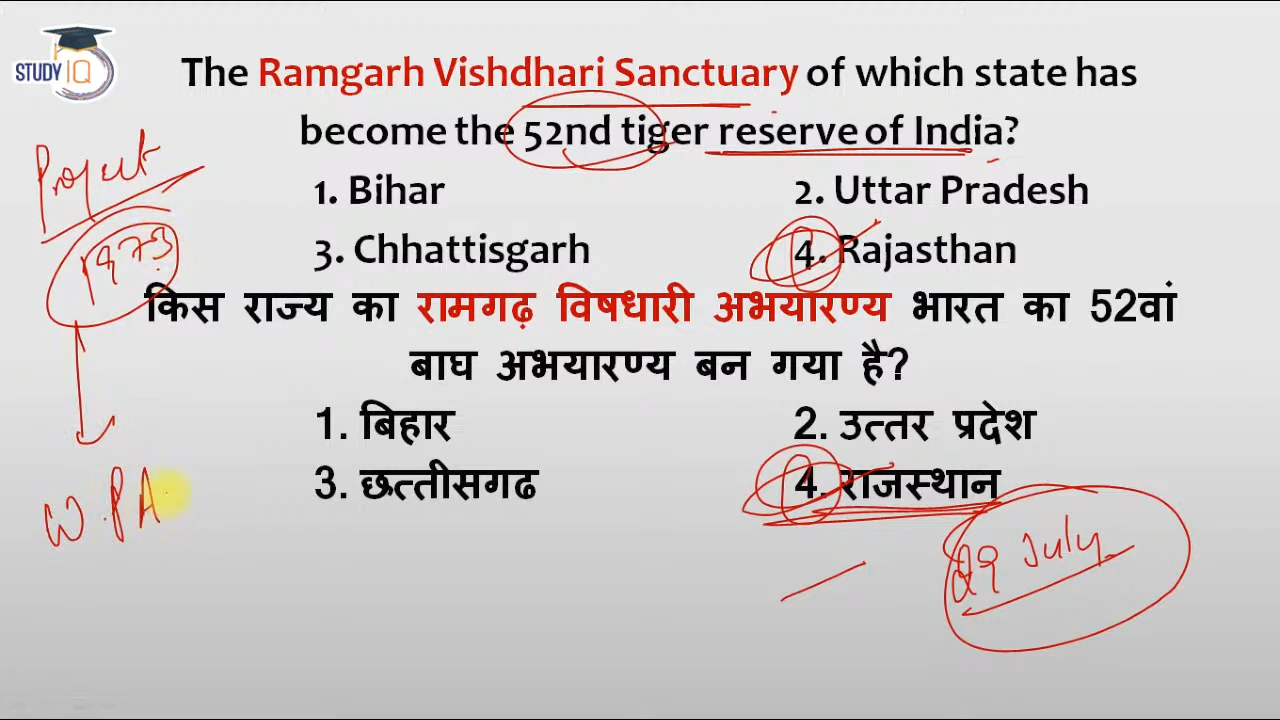 STUDY IQ
The Ramgarh Vishdhari Sanctuary of which state has
become the 52nd tiger reserve of India?
Project
1973
1. Bihar
2. Uttar Pradesh
3. Chhattisgarh
4. Rajasthan
किस राज्य का रामगढ़ विषधारी अभयारण्य भारत का 52वां
बाघ अभयारण्य बन गया है?
1. बिहार
2. उत्तर प्रदेश
3. छत्तीसगढ
4. राजस्थान
W.PA
29 July